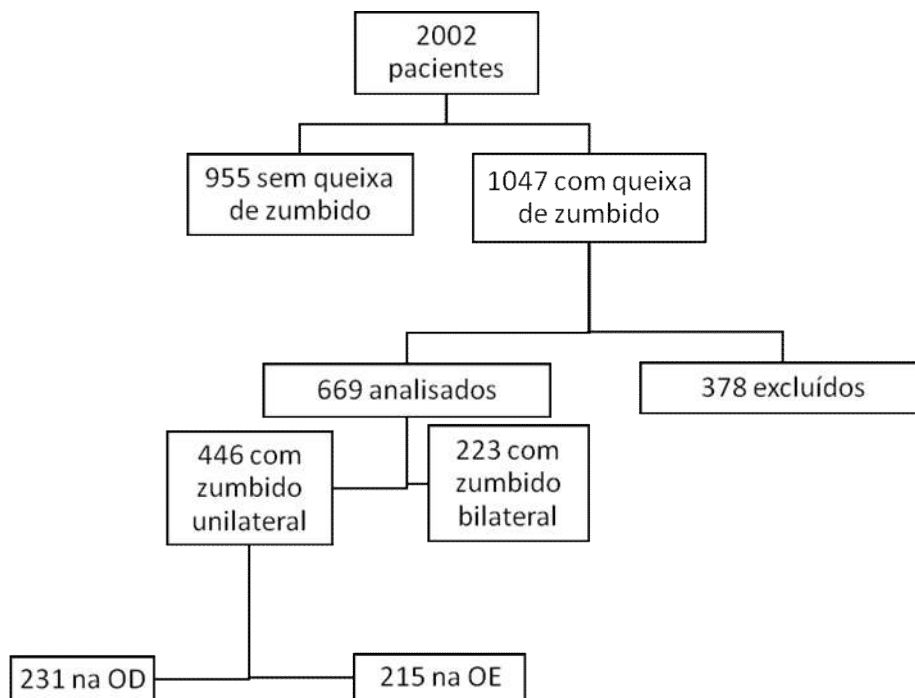 2002
pacientes
955 sem queixa
de zumbido
1047 com queixa
de zumbido
669 analisados
378 excluídos
446 com
zumbido
unilateral
223 com
zumbido
bilateral
231 na OD
215 na OE